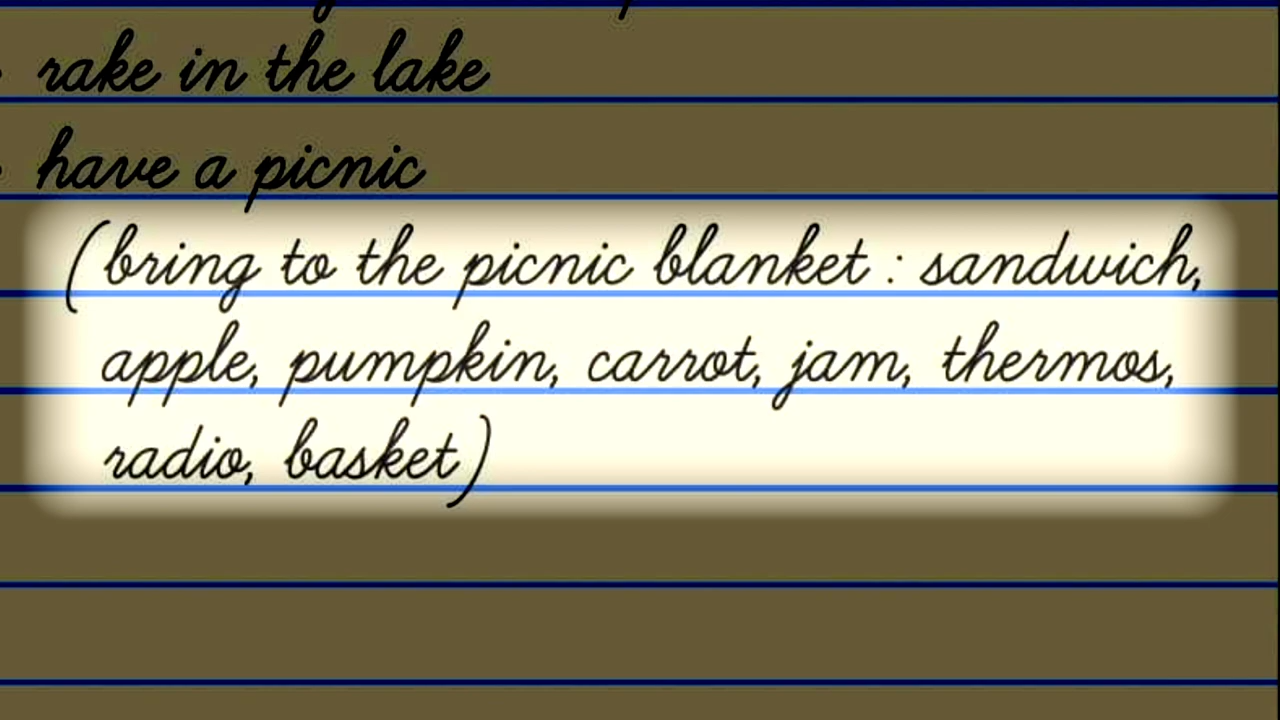 rake in the lake
have a picnic
(bring to the picnic blanket : sandwich,
apple, pumpkin, carrot, jam, thermos,
radio, basket)